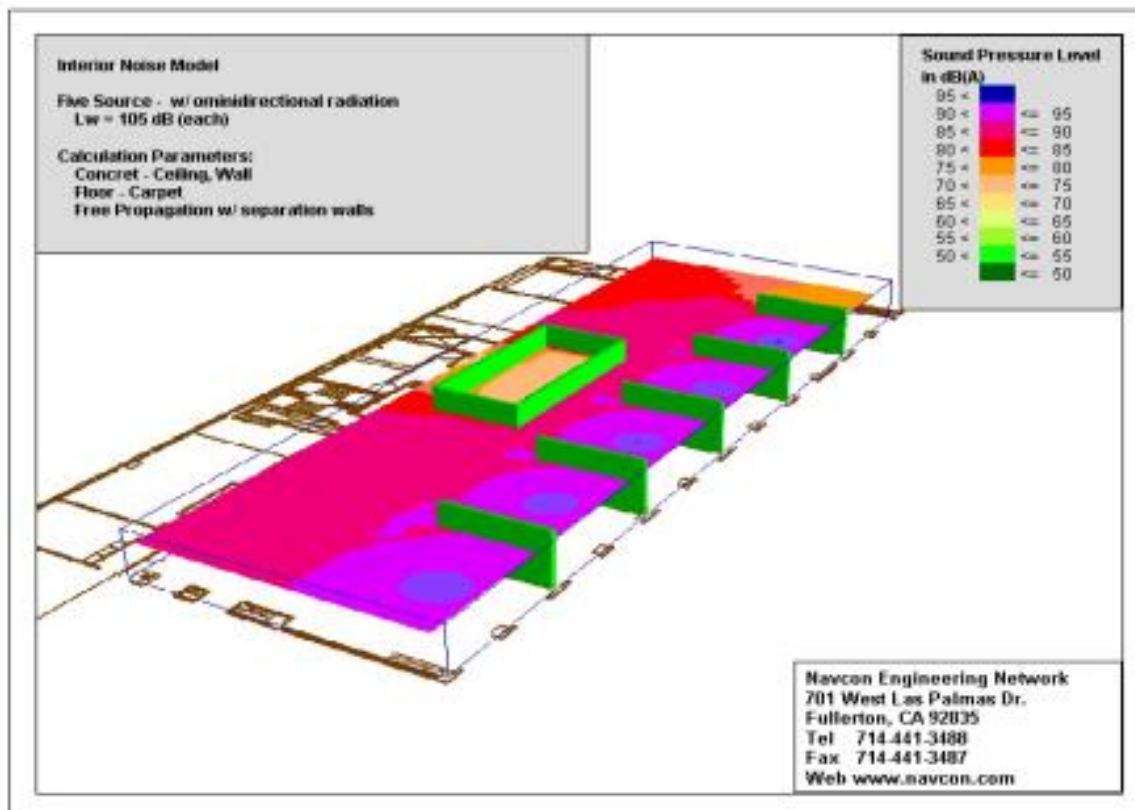 Interior Noise Model
Five Source - w/ ominidirectional radiation
Lw = 105 dB (each)
Calculation Parameters:
Concret - Ceiling, Wall
Floor - Carpet
Free Propagation w/ separation walls
Sound Pressure Level
in dB(A)
95 <
90 < <= 95
85 < <= 90
80 < <= 85
75 < <= 80
70 < <= 75
65 < <= 70
60 < <= 65
55 < <= 60
50 < <= 55
<= 50
Navcon Engineering Network
701 West Las Palmas Dr.
Fullerton, CA 92835
Tel 714-441-3488
Fax 714-441-3487
Web www.navcon.com